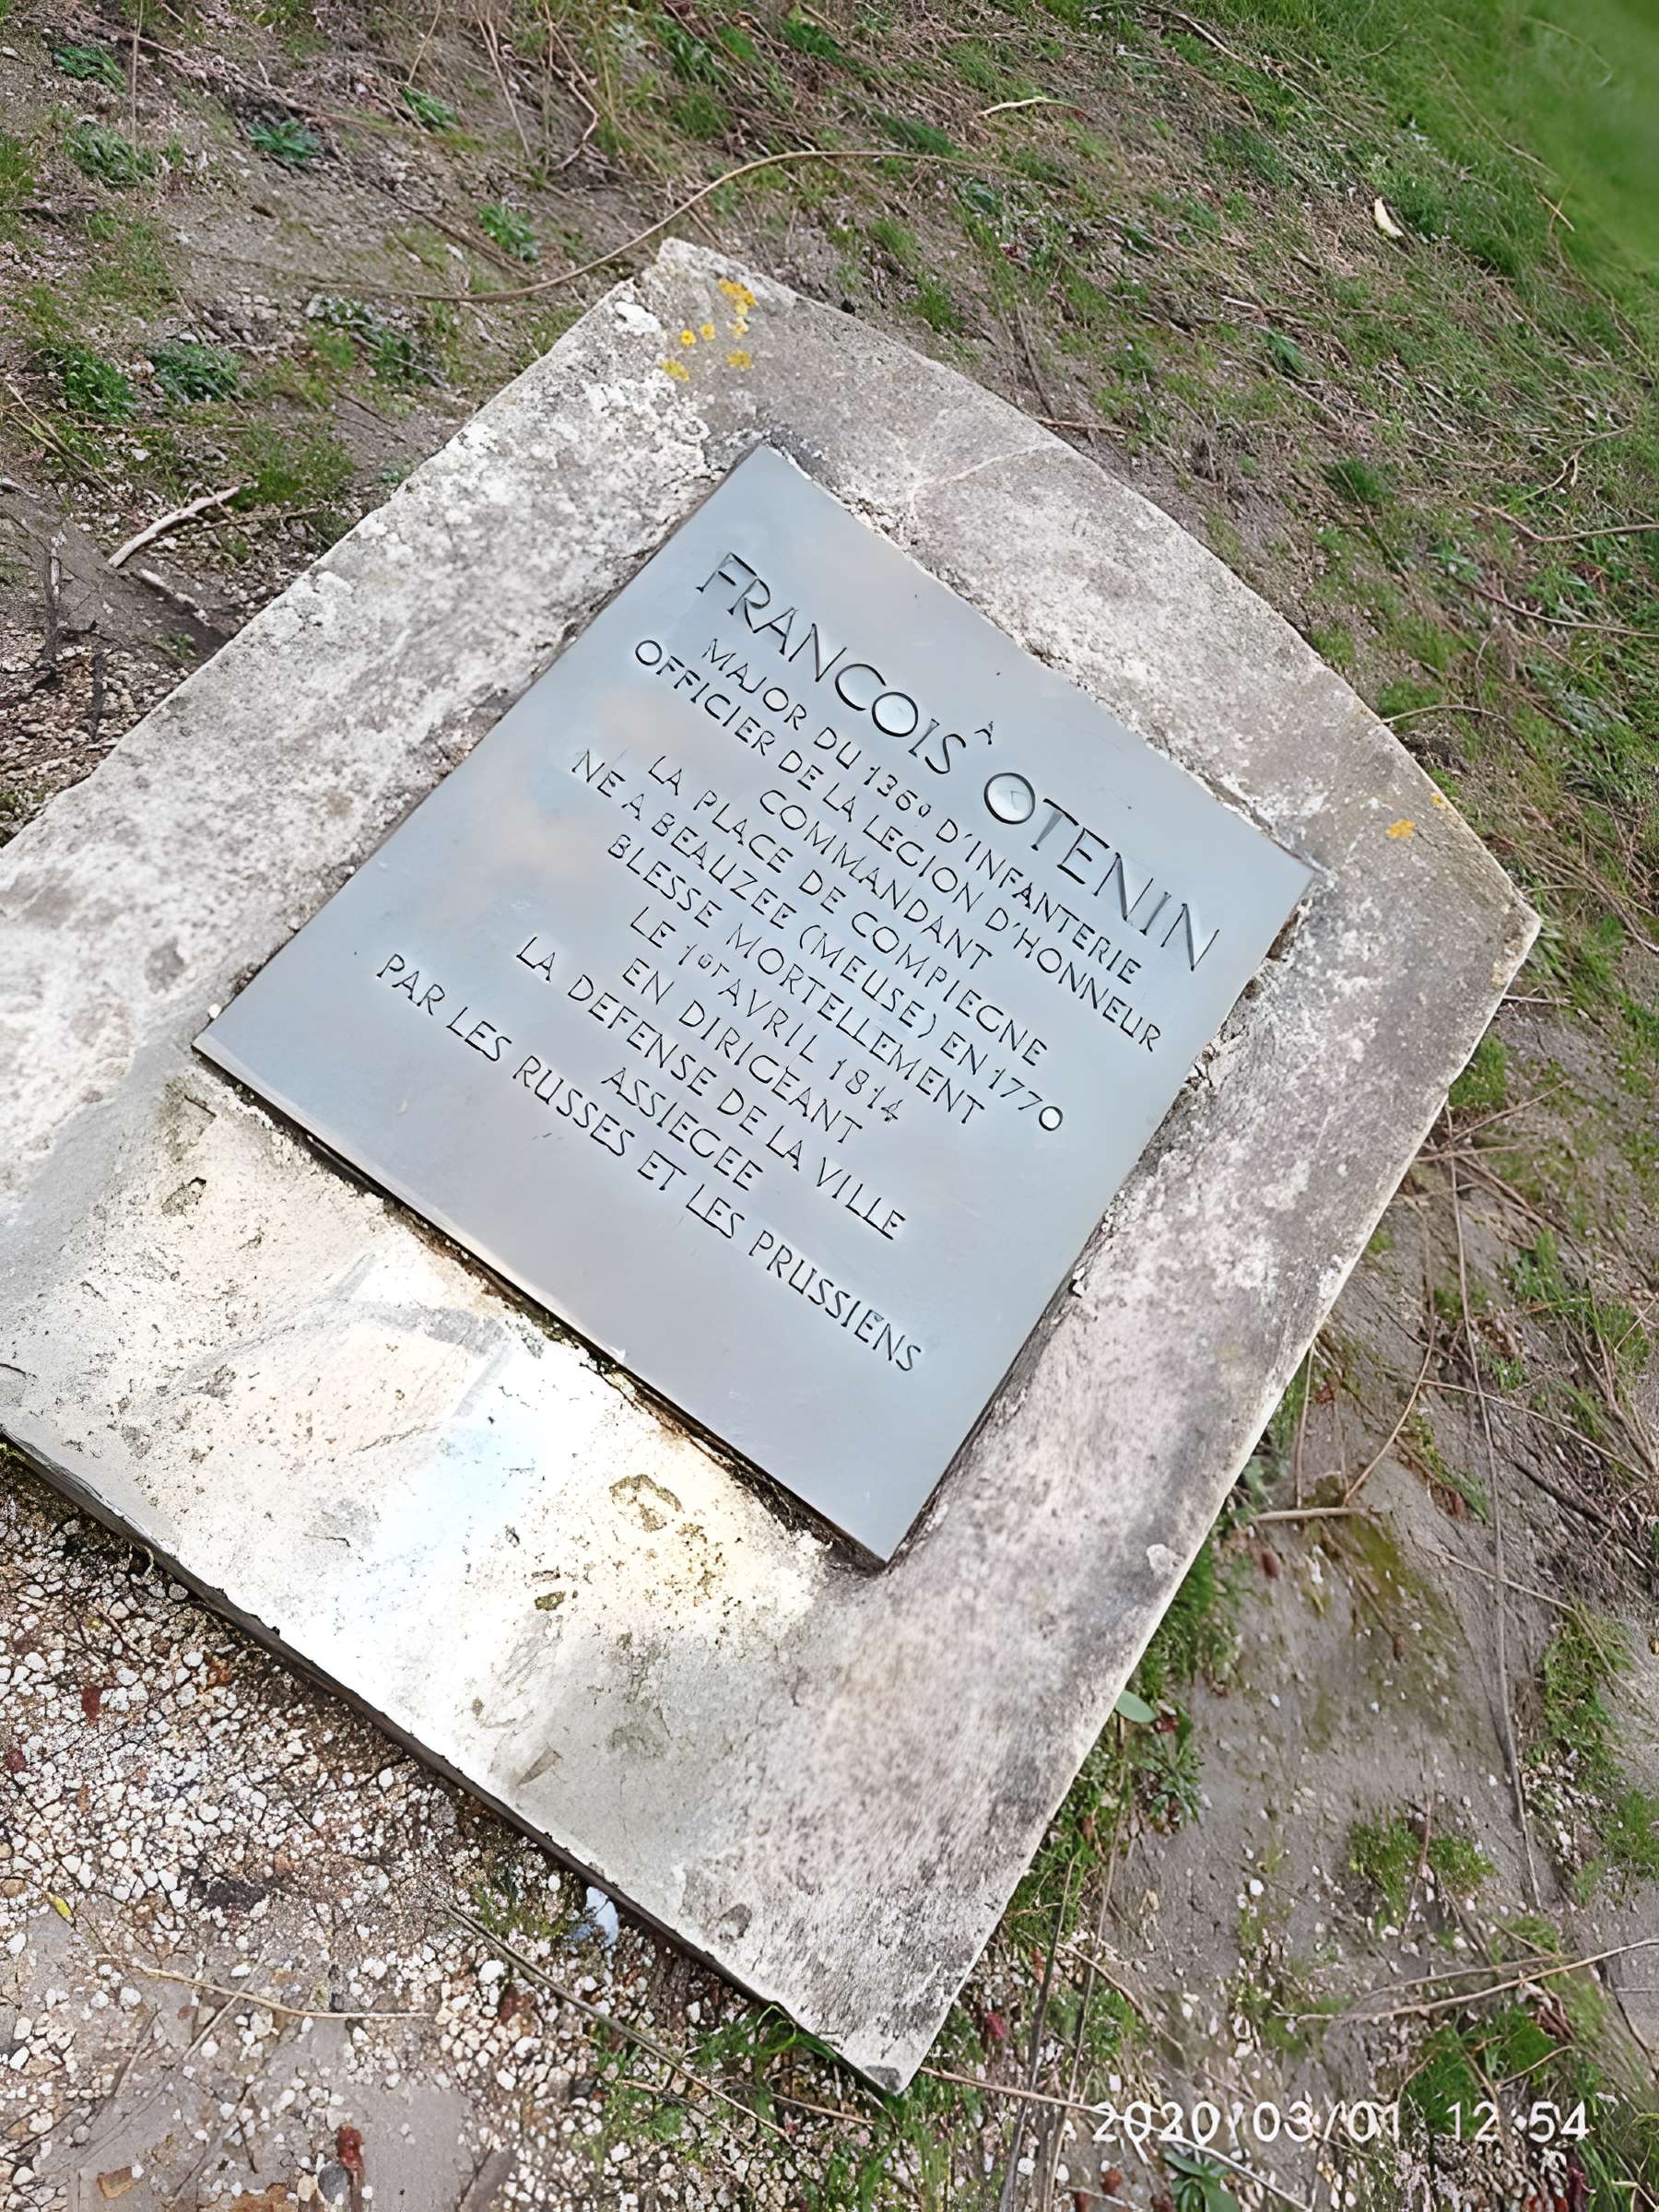 À
FRANCOIS OTENIN
MAJOR DU 136º D'INFANTERIE
OFFICIER DE LA LEGION D'HONNEUR
COMMANDANT
LA PLACE DE COMPIEGNE
NE A BEAUZEE (MEUSE) EN 1770
BLESSE MORTELLEMENT
LE 1er AVRIL 1814
EN DIRIGEANT
LA DEFENSE DE LA VILLE
ASSIEGEE
PAR LES RUSSES ET LES PRUSSIENS
2020/03/01 12:54